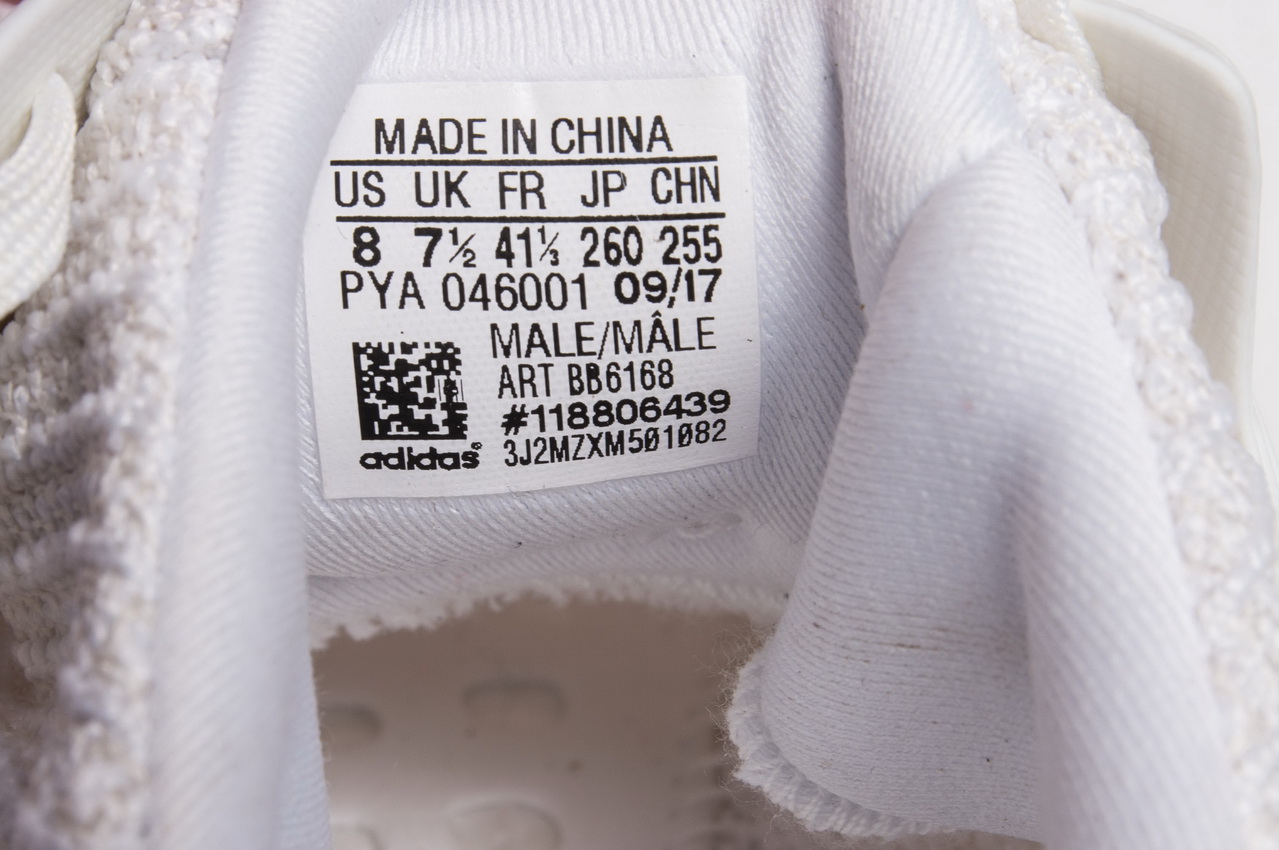 MADE IN CHINA
US UK FR JP CHN
8 7½ 41⅓ 260 255
PYA 046001 09/17
MALE/MÂLE
ART BB6168
#118806439
adidas® 3J2MZXM501082